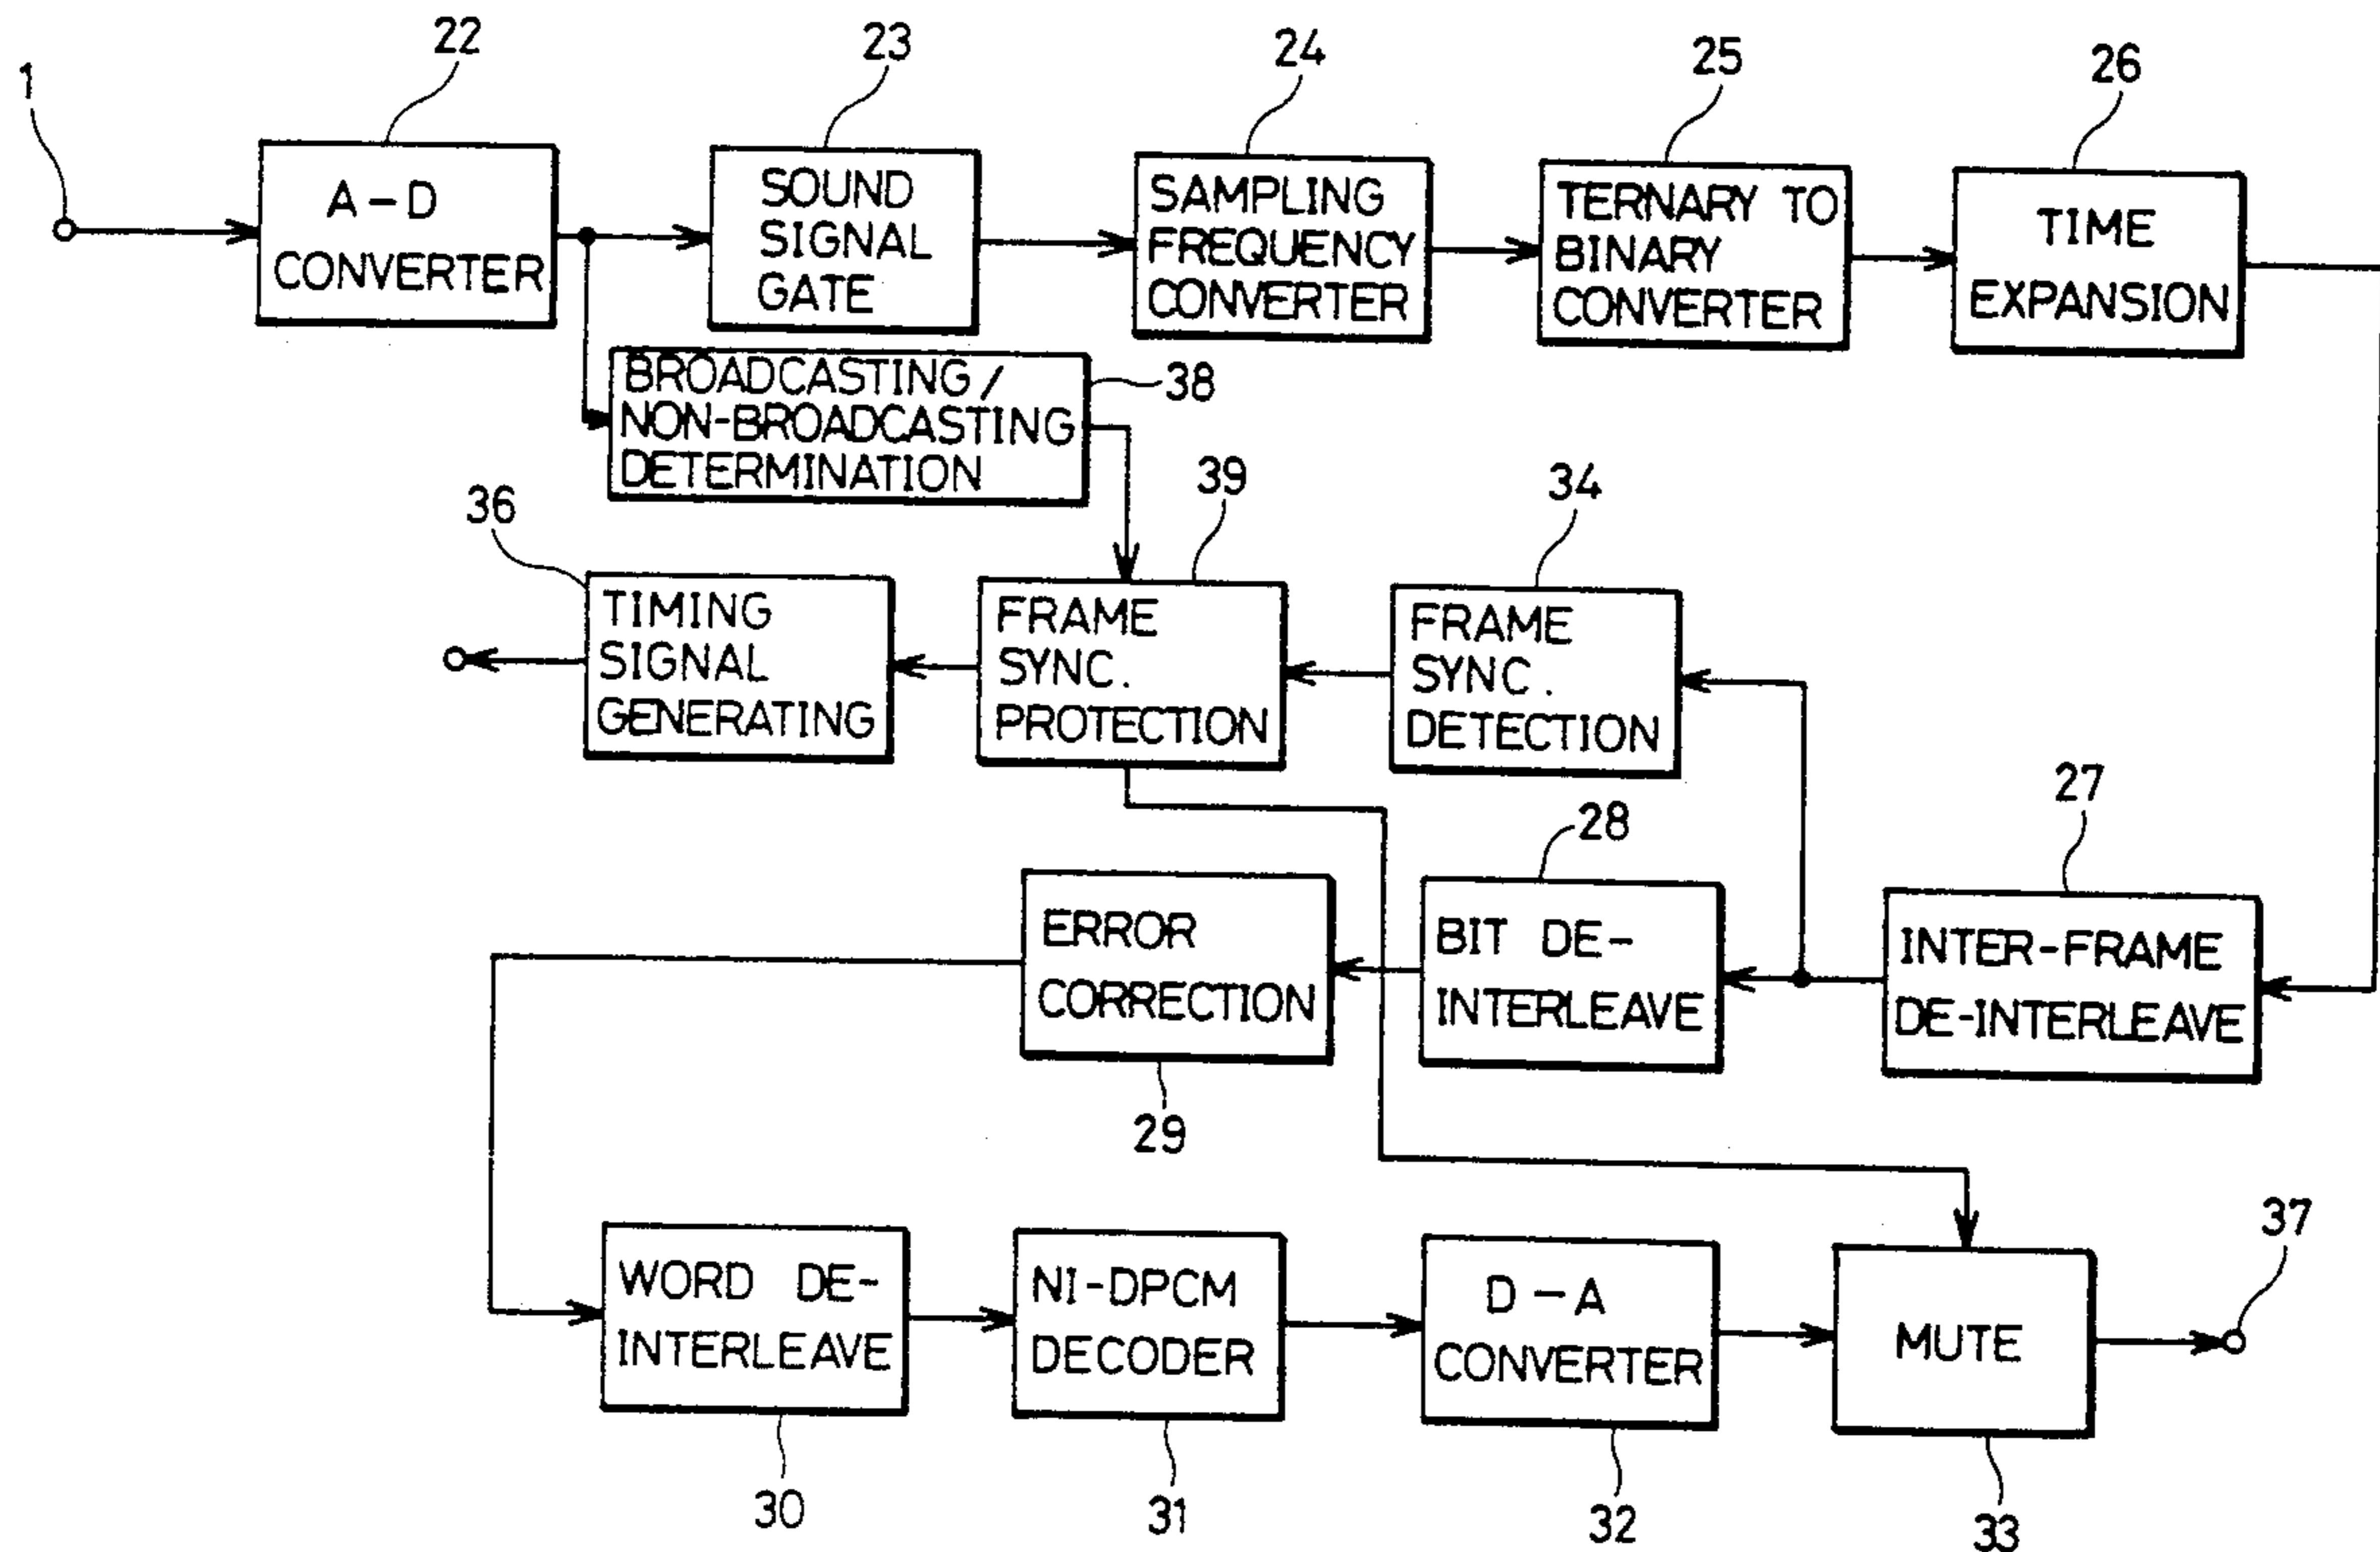 1
22
23
24
25
26
A-D
CONVERTER
SOUND
SIGNAL
GATE
SAMPLING
FREQUENCY
CONVERTER
TERNARY TO
BINARY
CONVERTER
TIME
EXPANSION
BROADCASTING/
NON-BROADCASTING
DETERMINATION
38
36
39
34
TIMING
SIGNAL
GENERATING
FRAME
SYNC.
PROTECTION
FRAME
SYNC.
DETECTION
28
27
ERROR
CORRECTION
BIT DE-
INTERLEAVE
INTER-FRAME
DE-INTERLEAVE
29
37
WORD DE-
INTERLEAVE
NI-DPCM
DECODER
D-A
CONVERTER
MUTE
30
31
32
33